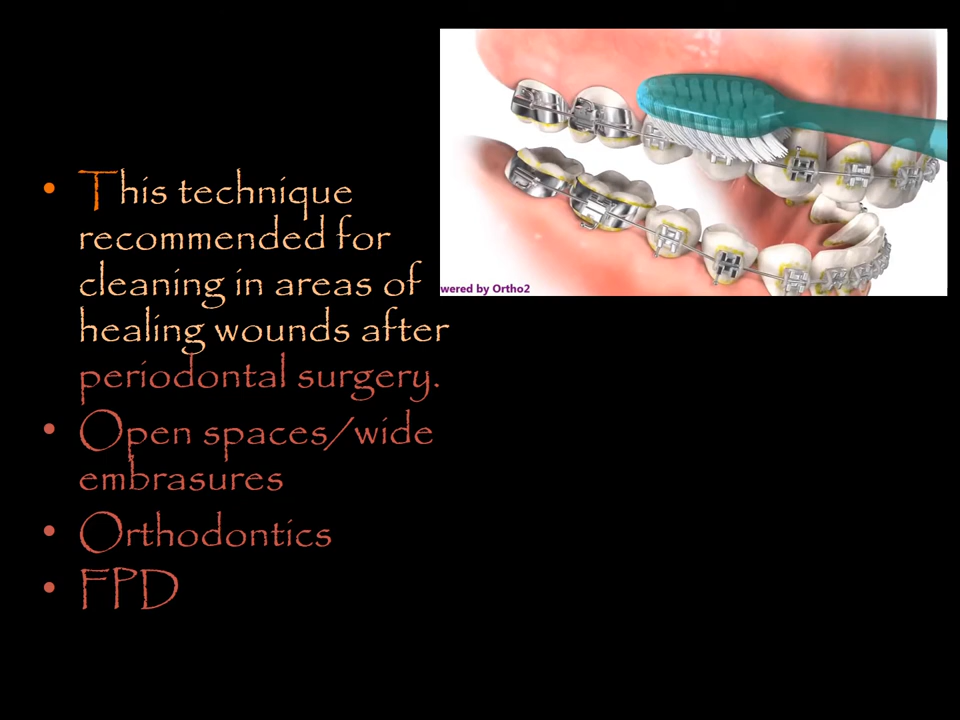 • This technique
recommended for
cleaning in areas of
healing wounds after
periodontal surgery.
• Open spaces/wide
embrasures
• Orthodontics
• FPD
wered by Ortho2